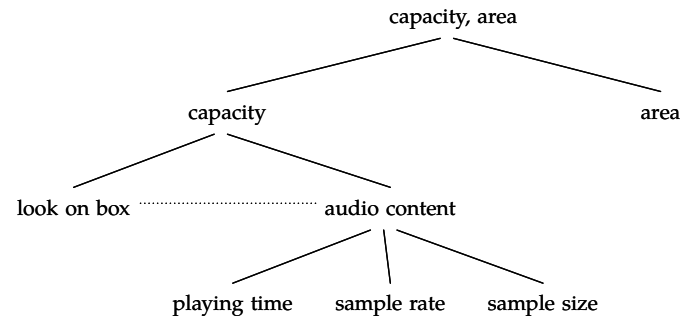 capacity, area
capacity
area
look on box
audio content
playing time
sample rate
sample size